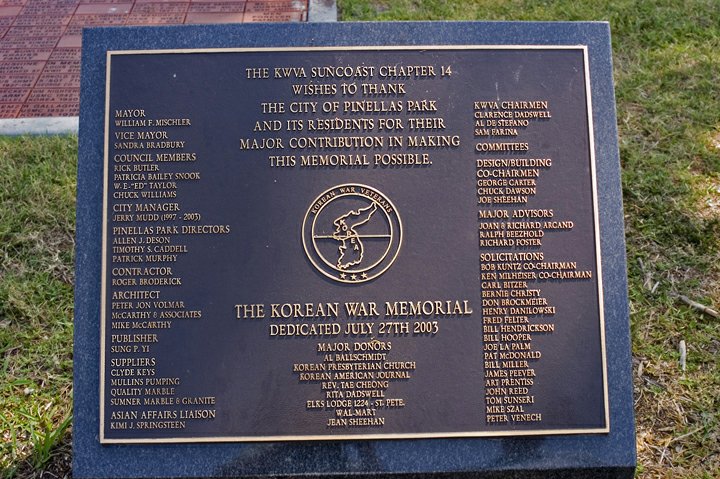 THE KWVA SUNCOAST CHAPTER 14
WISHES TO THANK
THE CITY OF PINELLAS PARK
AND ITS RESIDENTS FOR THEIR
MAJOR CONTRIBUTION IN MAKING
THIS MEMORIAL POSSIBLE.
MAYOR
WILLIAM F. MISCHLER
VICE MAYOR
SANDRA BRADBURY
COUNCIL MEMBERS
RICK BUTLER
PATRICIA BAILEY SNOOK
W. E-"ED" TAYLOR
CHUCK WILLIAMS
CITY MANAGER
JERRY MUDD (1997 - 2003)
PINELLAS PARK DIRECTORS
ALLEN J. DESON
TIMOTHY S. CADDELL
PATRICK MURPHY
CONTRACTOR
ROGER BRODERICK
ARCHITECT
PETER JON VOLMAR
MCCARTHY & ASSOCIATES
MIKE MCCARTHY
PUBLISHER
SUNG P. YI
SUPPLIERS
CLYDE KEYS
MULLINS PUMPING
QUALITY MARBLE
SUMNER MARBLE & GRANITE
ASIAN AFFAIRS LIAISON
KIMI J. SPRINGSTEEN
KOREAN WAR VETERANS
KOREA
THE KOREAN WAR MEMORIAL
DEDICATED JULY 27TH 2003
MAJOR DONORS
AL BALLSCHMIDT
KOREAN PRESBYTERIAN CHURCH
KOREAN AMERICAN JOURNAL
REV. TAE CHEONG
RITA DADSWELL
ELKS LODGE 1224 - ST. PETE.
WAL-MART
JEAN SHEEHAN
KWVA CHAIRMEN
CLARENCE DADSWELL
AL DE STEFANO
SAM FARINA
COMMITTEES
DESIGN/BUILDING
CO-CHAIRMEN
GEORGE CARTER
CHUCK DAWSON
JOE SHEEHAN
MAJOR ADVISORS
JOAN & RICHARD ARCAND
RALPH BEEZHOLD
RICHARD FOSTER
SOLICITATIONS
BOB KUNTZ CO-CHAIRMAN
KEN MILHEISER CO-CHAIRMAN
CARL BITZER
BERNIE CHRISTY
DON BROCKMEIER
HENRY DANILOWSKI
FRED FELTER
BILL HENDRICKSON
BILL HOOPER
JOE LA PALM
PAT MCDONALD
BILL MILLER
JAMES PEEVER
ART PRENTISS
JOHN REED
TOM SUNSERI
MIKE SZAL
PETER VENECH